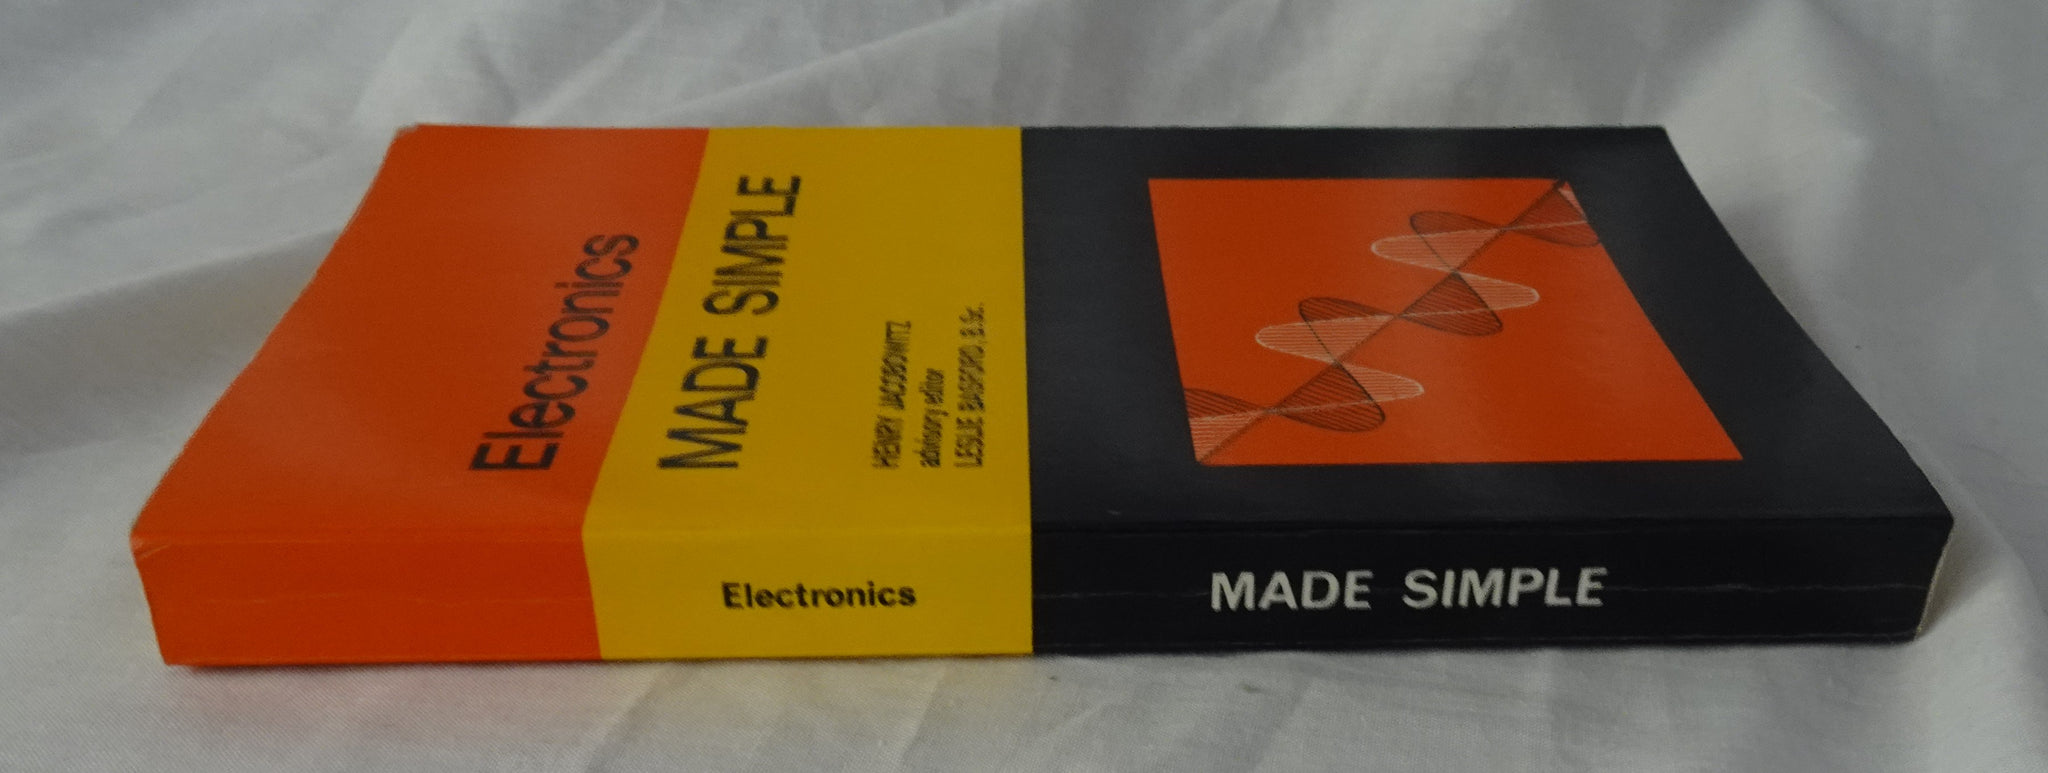 Electronics
MADE SIMPLE
HENRY JACOBOWITZ
advisory editor
LESLIE BASFORD, B.Sc.
Electronics
MADE SIMPLE